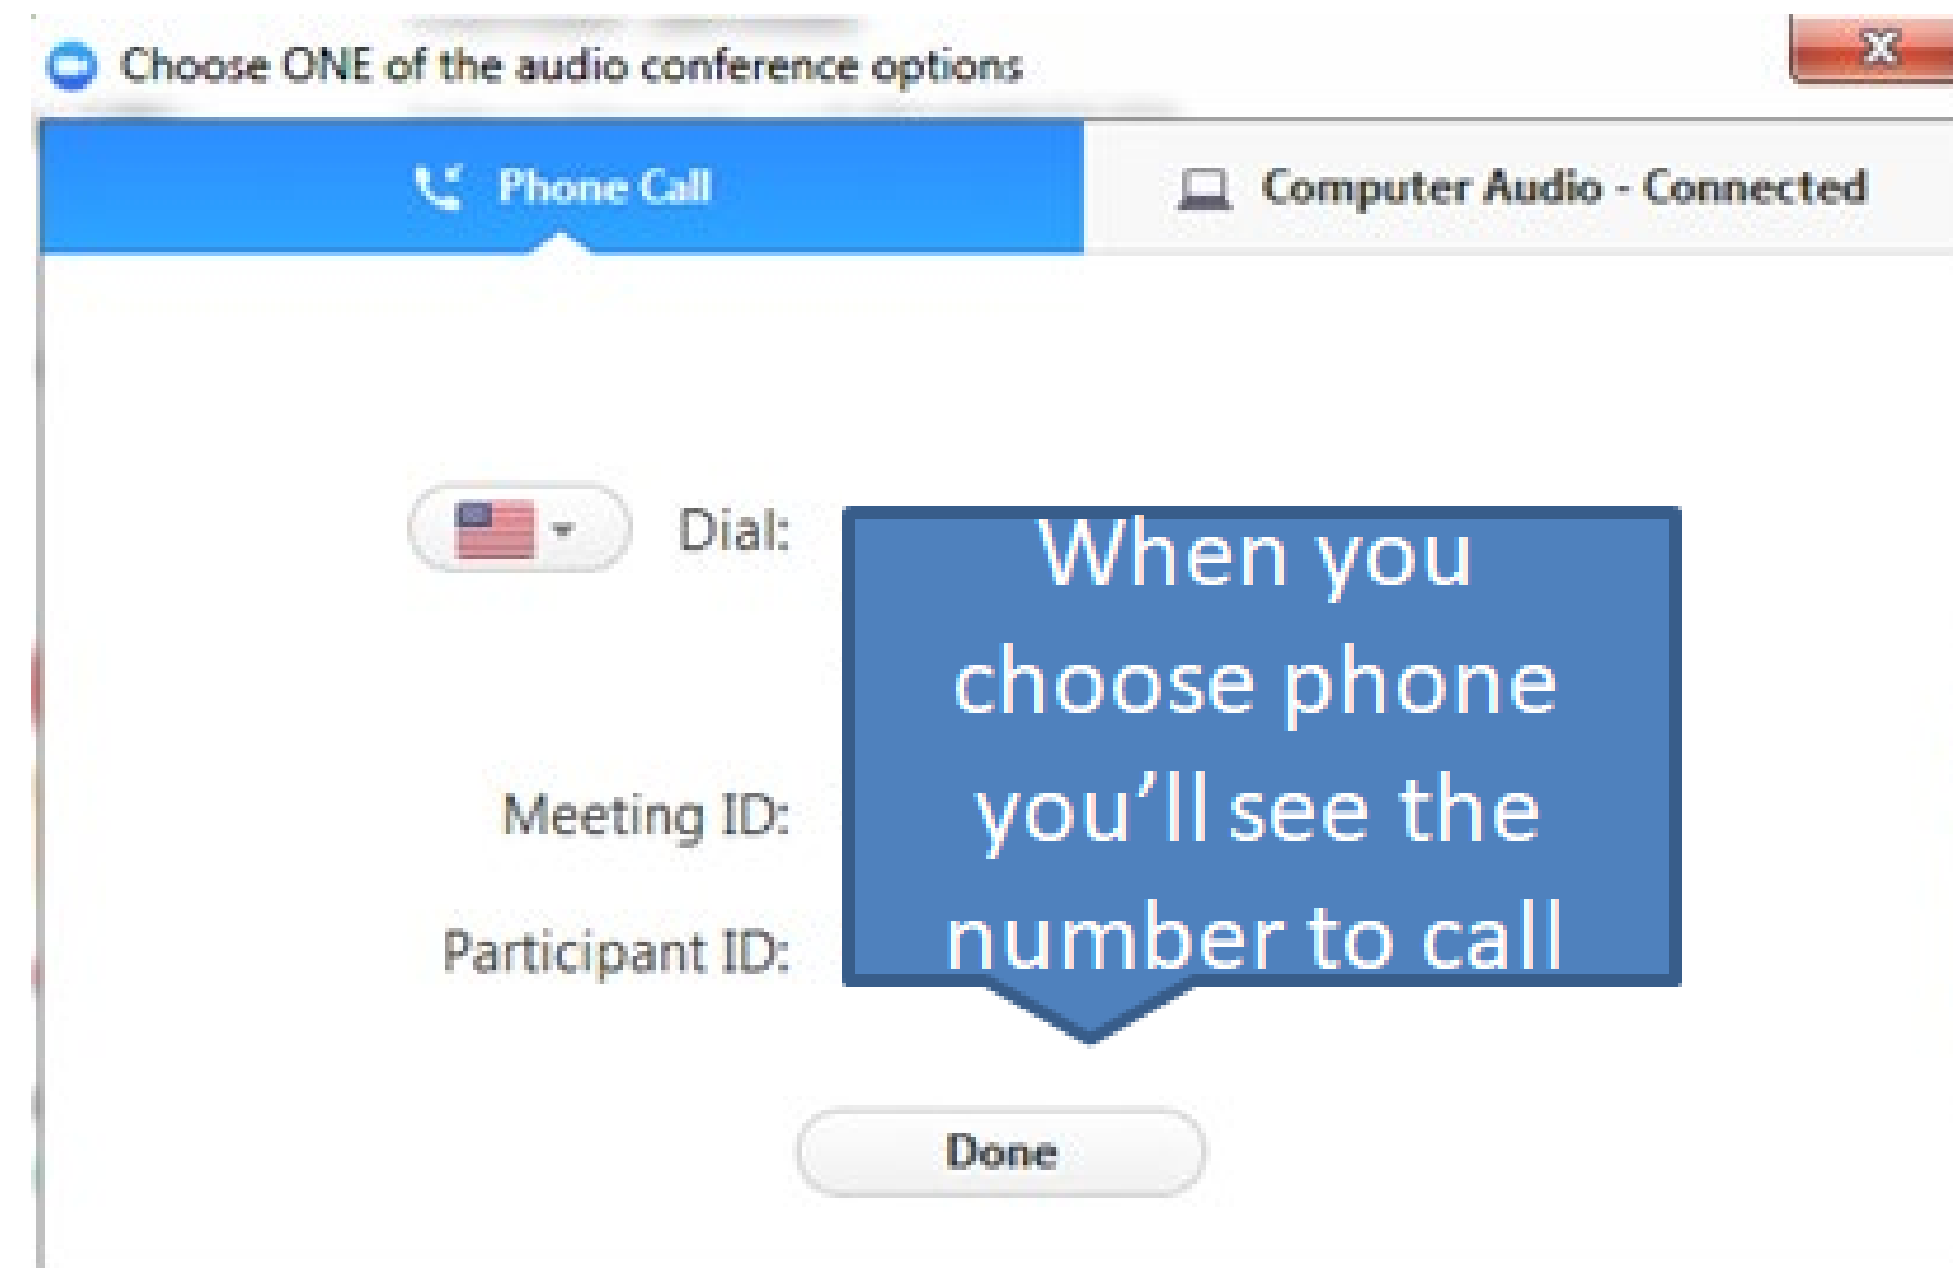 Choose ONE of the audio conference options
x
Phone Call
Computer Audio - Connected
Dial:
When you
choose phone
you’ll see the
number to call
Meeting ID:
Participant ID:
Done